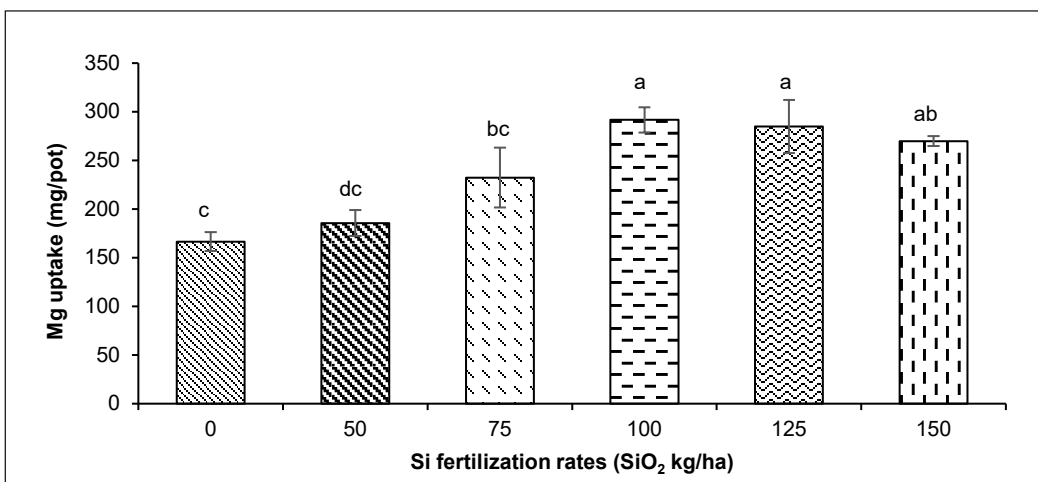 Mg uptake (mg/pot)
350
300
250
200
150
100
50
0
c
dc
bc
a
a
ab
0 50 75 100 125 150
Si fertilization rates (SiO₂ kg/ha)